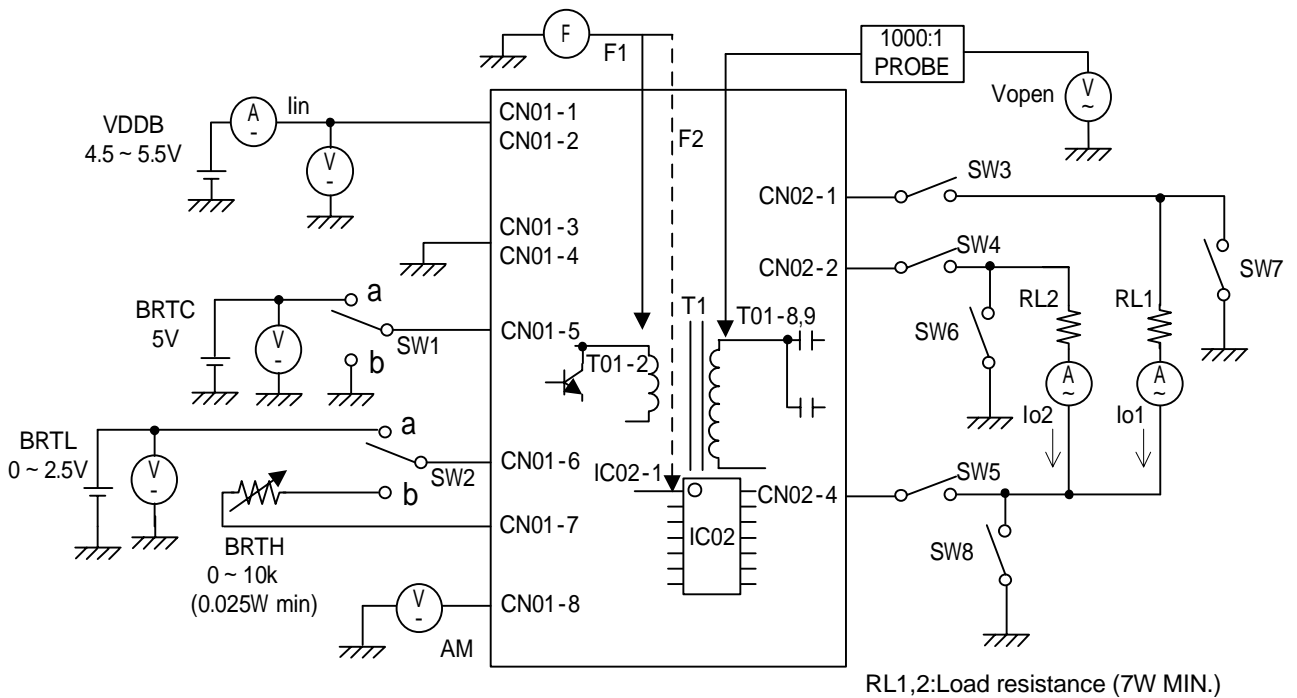 F
F1
1000:1
PROBE
Vopen
V
~
VDDB
4.5 ~ 5.5V
A
-
Iin
V
-
CN01-1
CN01-2
F2
CN01-3
CN01-4
CN02-1
SW3
CN02-2
SW4
SW7
BRTC
5V
V
-
a
b
SW1
CN01-5
T1
T01-8,9
T01-2
SW6
RL2
RL1
A
~
A
~
Io2
Io1
BRTL
0 ~ 2.5V
V
-
a
b
SW2
CN01-6
IC02-1
CN02-4
SW5
CN01-7
IC02
SW8
BRTH
0 ~ 10k
(0.025W min)
V
-
AM
CN01-8
RL1,2:Load resistance (7W MIN.)